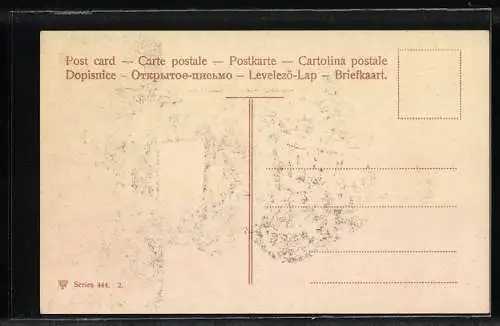 Post card — Carte postale — Postkarte — Cartolina postale
Dopisnice – Открытое-письмо – Levelező-Lap – Briefkaart.
Series 444. 2.